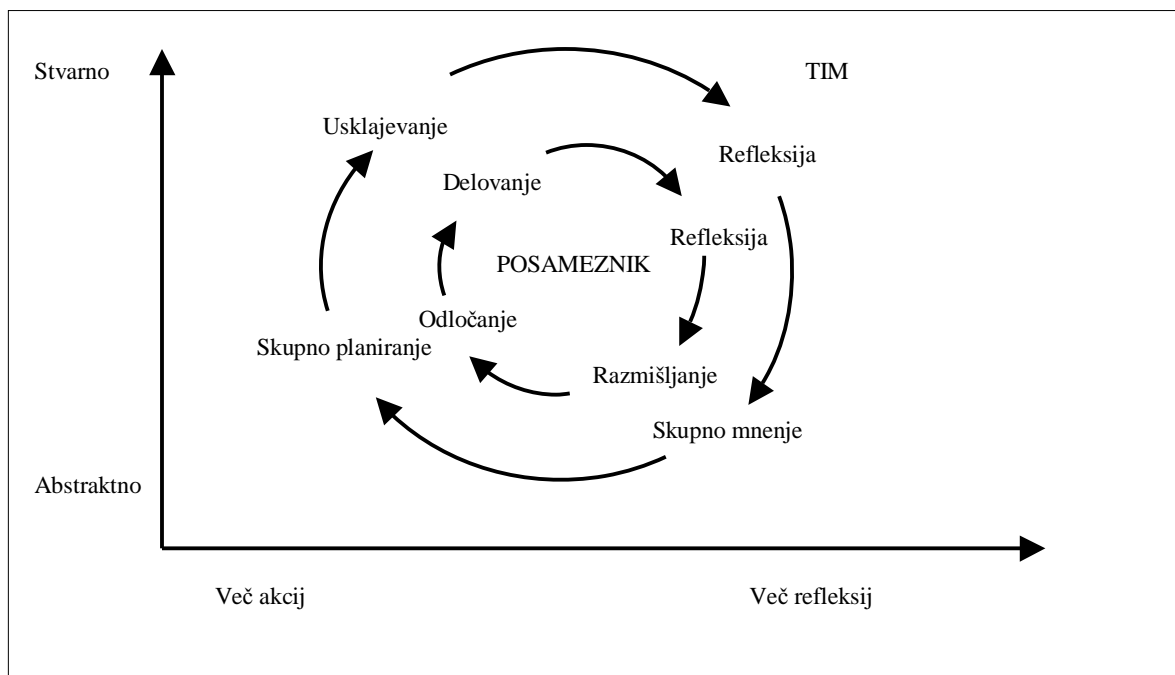 Stvarno
TIM
Usklajevanje
Refleksija
Delovanje
Refleksija
POSAMEZNIK
Odločanje
Skupno planiranje
Razmišljanje
Skupno mnenje
Abstraktno
Več akcij
Več refleksij